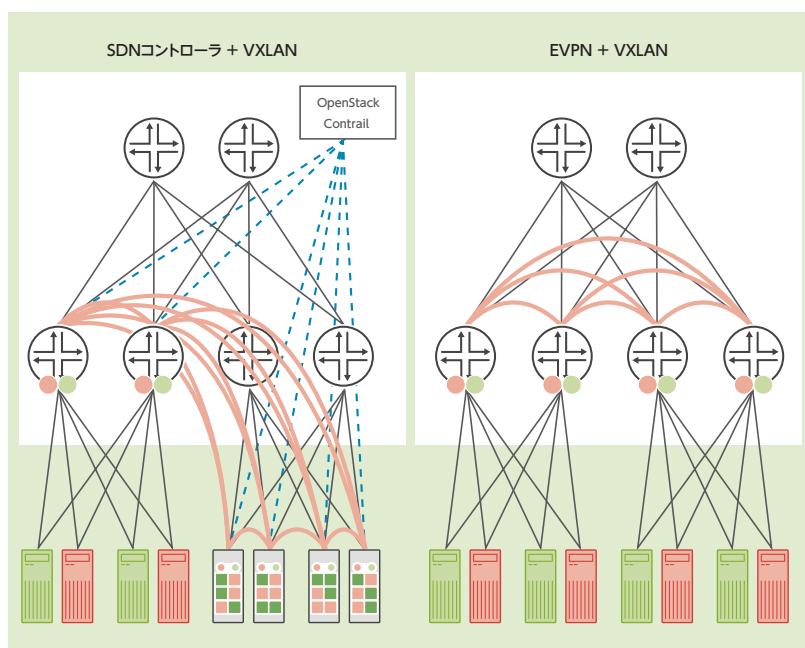 SDNコントローラ + VXLAN
EVPN + VXLAN
OpenStack
Contrail